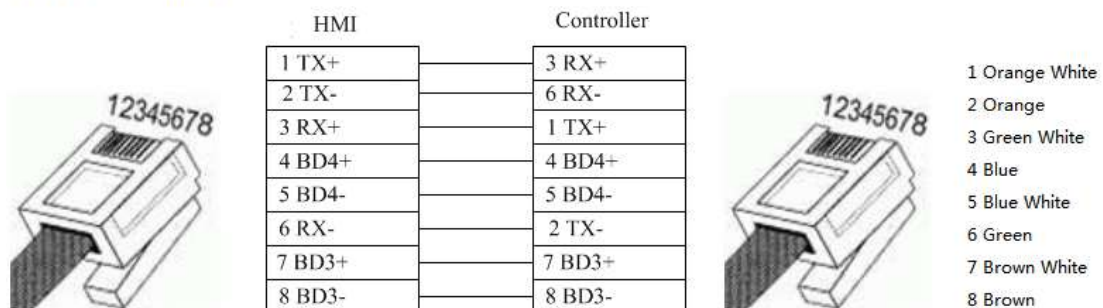 HMI Controller
1 TX+ 3 RX+
2 TX- 6 RX-
3 RX+ 1 TX+
4 BD4+ 4 BD4+
5 BD4- 5 BD4-
6 RX- 2 TX-
7 BD3+ 7 BD3+
8 BD3- 8 BD3-
12345678
12345678
1 Orange White
2 Orange
3 Green White
4 Blue
5 Blue White
6 Green
7 Brown White
8 Brown